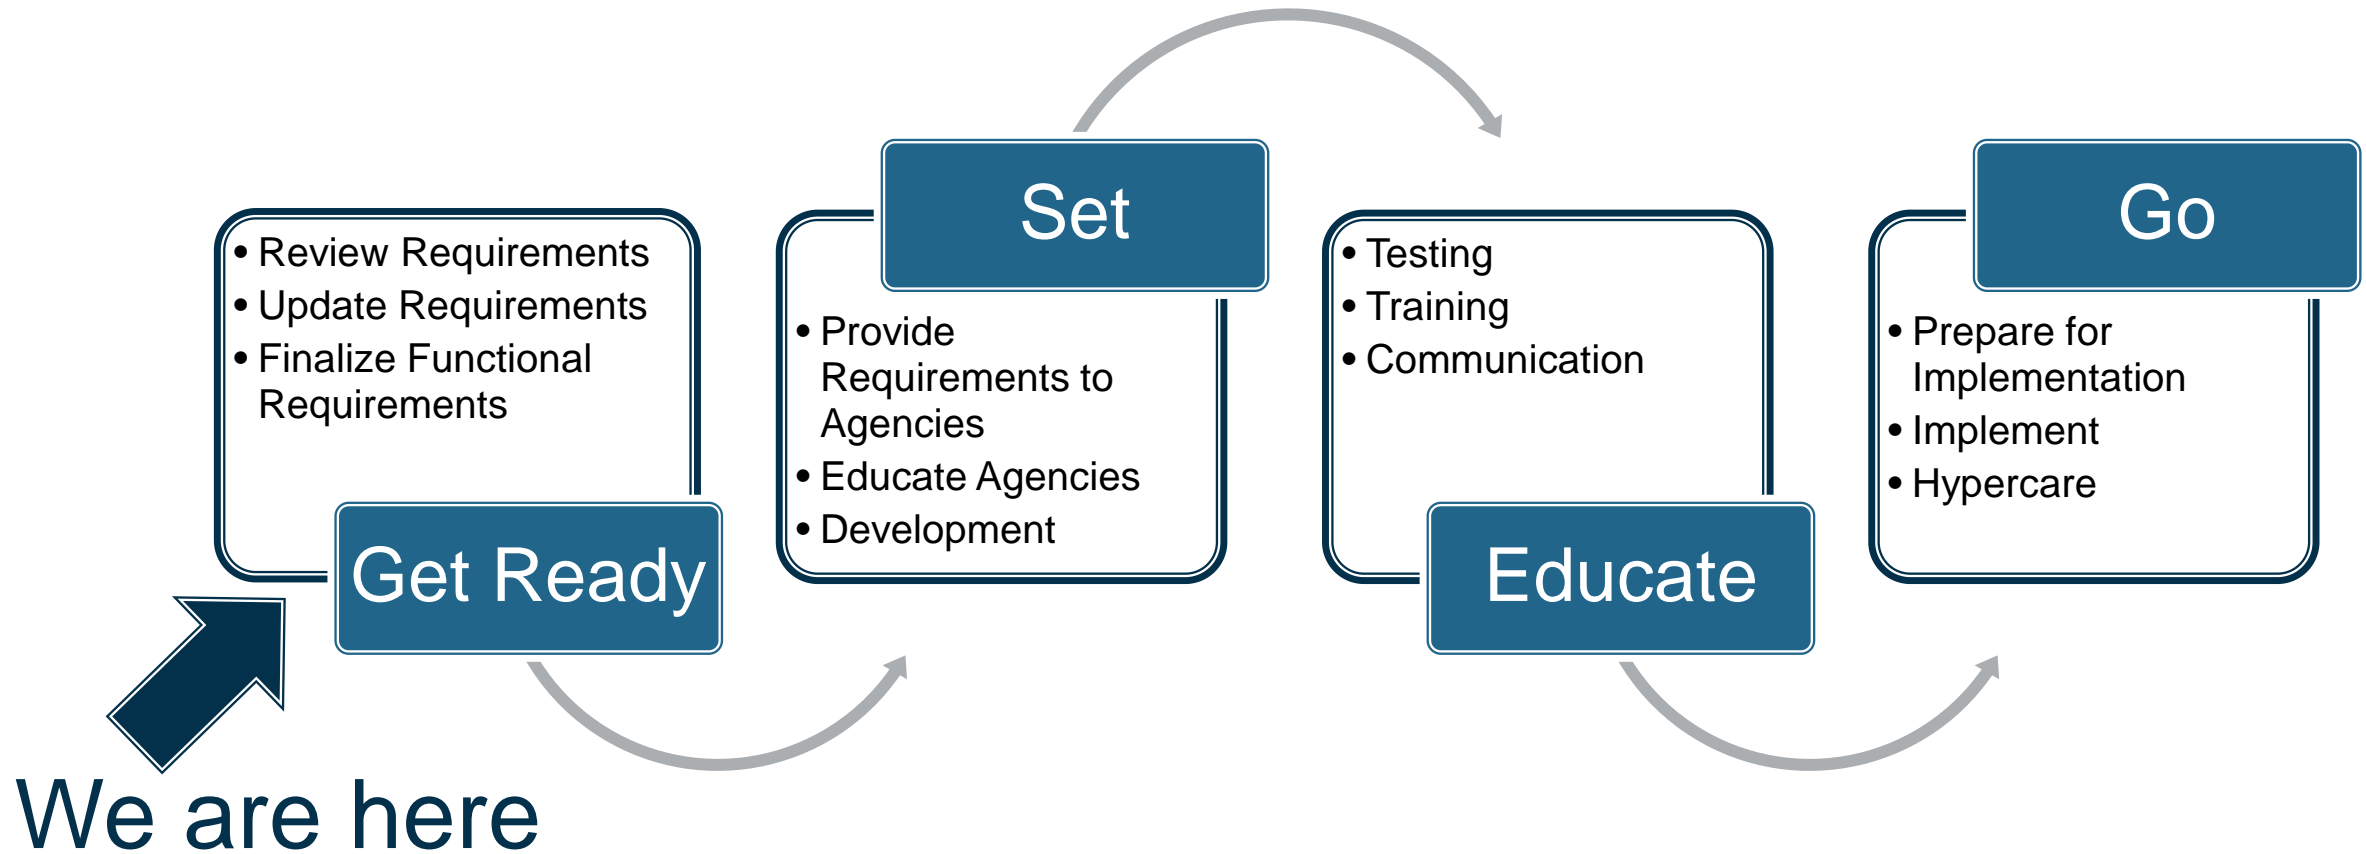 • Review Requirements
• Update Requirements
• Finalize Functional
Requirements
Get Ready
Set
• Provide
Requirements to
Agencies
• Educate Agencies
• Development
• Testing
• Training
• Communication
Educate
Go
• Prepare for
Implementation
• Implement
• Hypercare
We are here